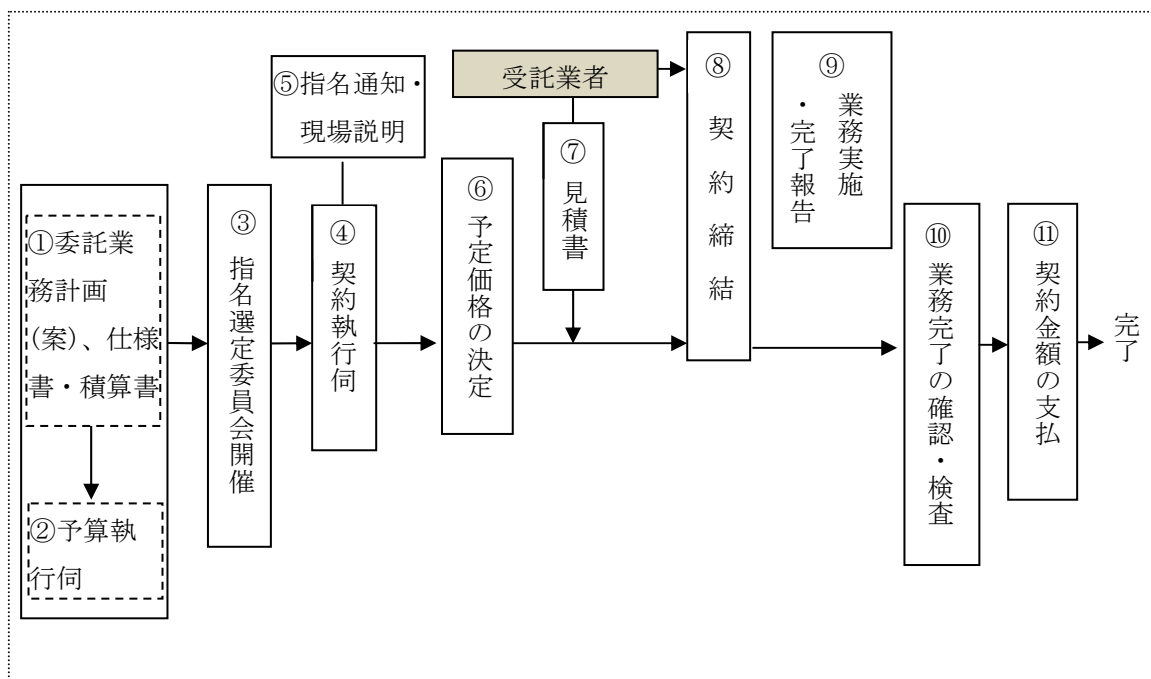 ①委託業
務計画
(案)、仕様
書・積算書
②予算執
行伺
③指名選定委員会開催
④契約執行伺
⑤指名通知・
現場説明
⑥予定価格の決定
受託業者
⑦見積書
⑧契約締結
⑨業務実施
・完了報告
⑩業務完了の確認・検査
⑪契約金額の支払
完了